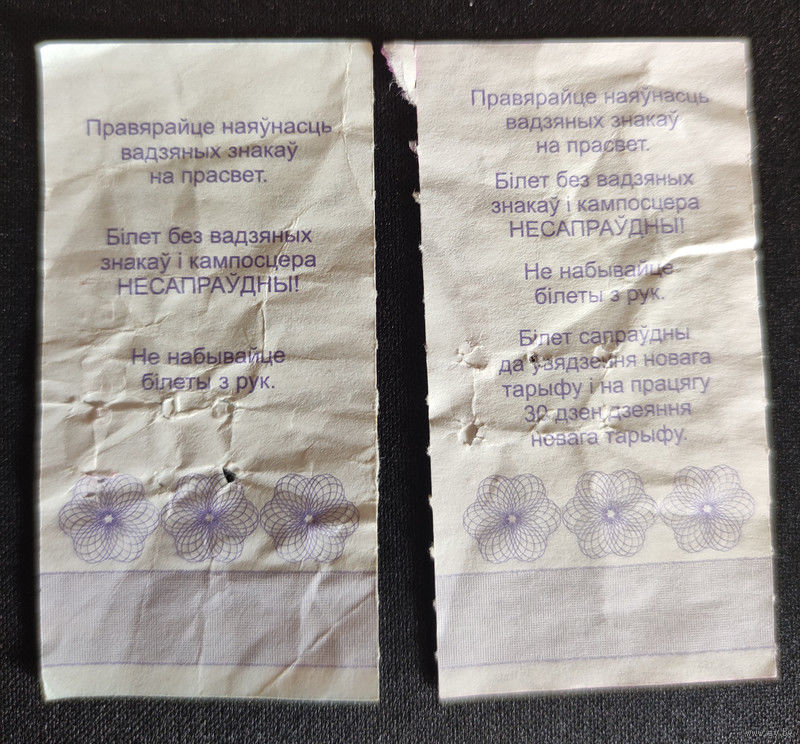 Правярайце наяўнасць
вадзяных знакаў
на прасвет.
Білет без вадзяных
знакаў і кампосцера
НЕСАПРАЎДНЫ!
Не набывайце
білеты з рук.
Правярайце наяўнасць
вадзяных знакаў
на прасвет.
Білет без вадзяных
знакаў і кампосцера
НЕСАПРАЎДНЫ!
Не набывайце
білеты з рук.
Білет сапраўдны
да ўвядзення новага
тарыфу і на працягу
30 дзён дзеяння
новага тарыфу.